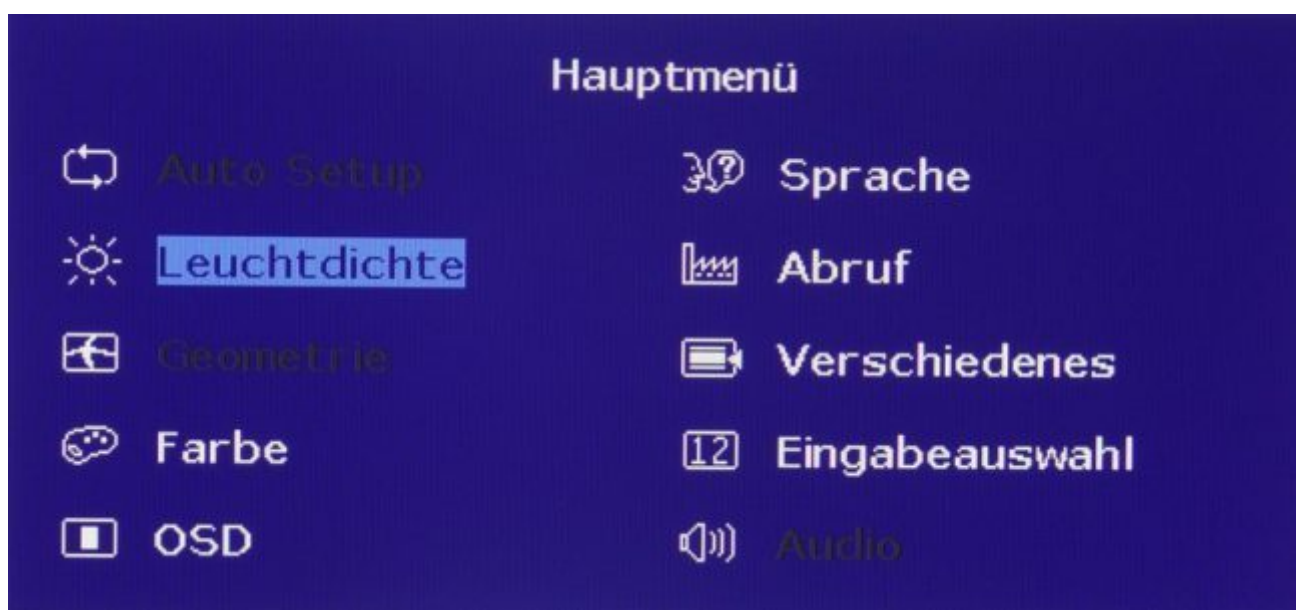 Hauptmenü
Auto Setup
Leuchtdichte
Geometrie
Farbe
OSD
Sprache
Abruf
Verschiedenes
12 Eingabeauswahl
Audio